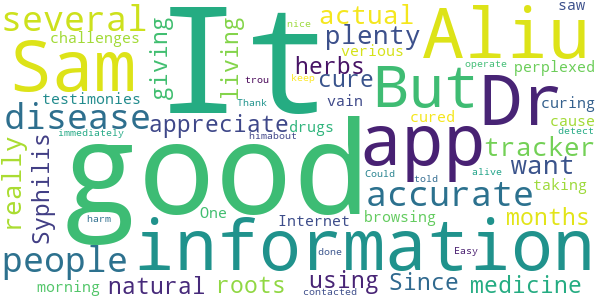 several
challenges
Sam
It
giving
living
actual
plenty
Aliu
saw
nice
verious
perplexed
herbs
trou
keep
operate
But
Dr
cure
vain
curing
testimonies
Thank
disease
appreciate
drugs
cured
cause
immediately
himabout
app
tracker
detect
really
Syphilis
good
Could
told
alive
want
accurate
taking
One
harm
Internet
browsing
months
people
information
done
Easy
morning
natural
roots
using
Since
medicine
contacted